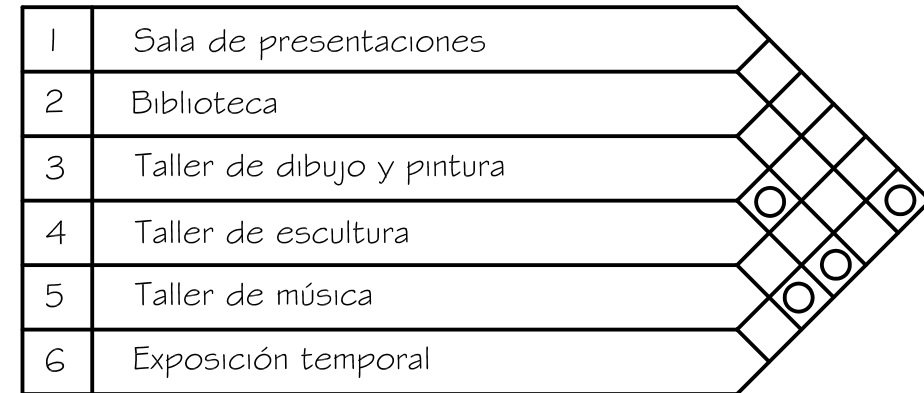 1 Sala de presentaciones
2 Biblioteca
3 Taller de dibujo y pintura
4 Taller de escultura
5 Taller de música
6 Exposición temporal